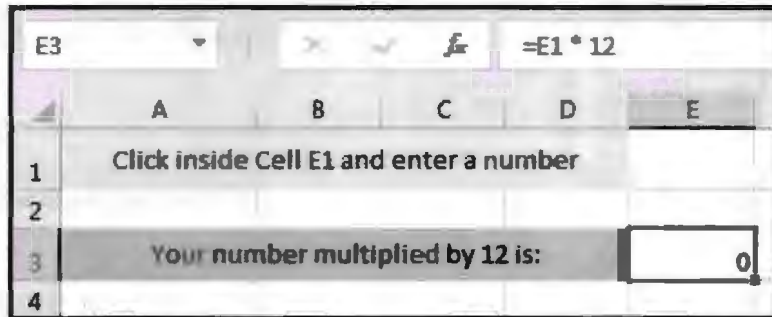 E3 fx =E1 * 12
A B C D E
1 Click inside Cell E1 and enter a number
2
3 Your number multiplied by 12 is: 0
4